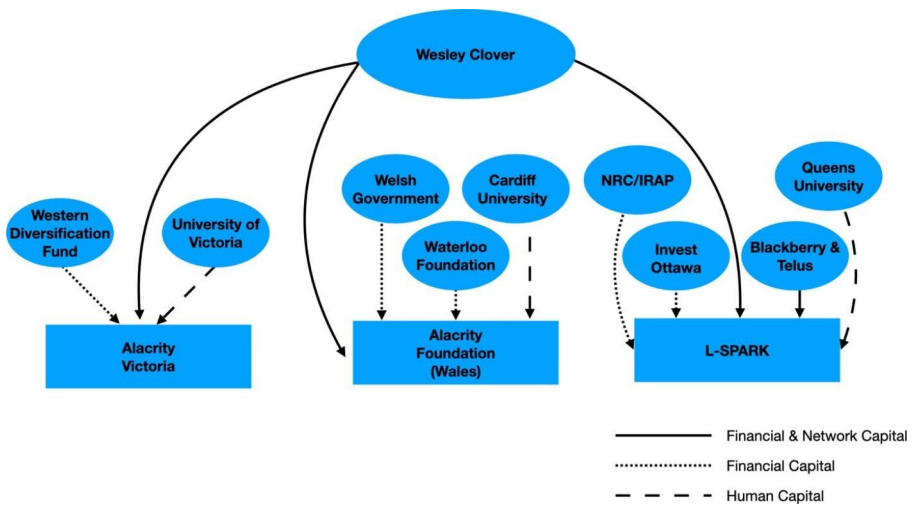 Wesley Clover
Western
Diversification
Fund
University of
Victoria
Welsh
Government
Waterloo
Foundation
Cardiff
University
NRC/IRAP
Invest
Ottawa
Blackberry &
Telus
Queens
University
Alacrity
Victoria
Alacrity
Foundation
(Wales)
L-SPARK
Financial & Network Capital
Financial Capital
Human Capital